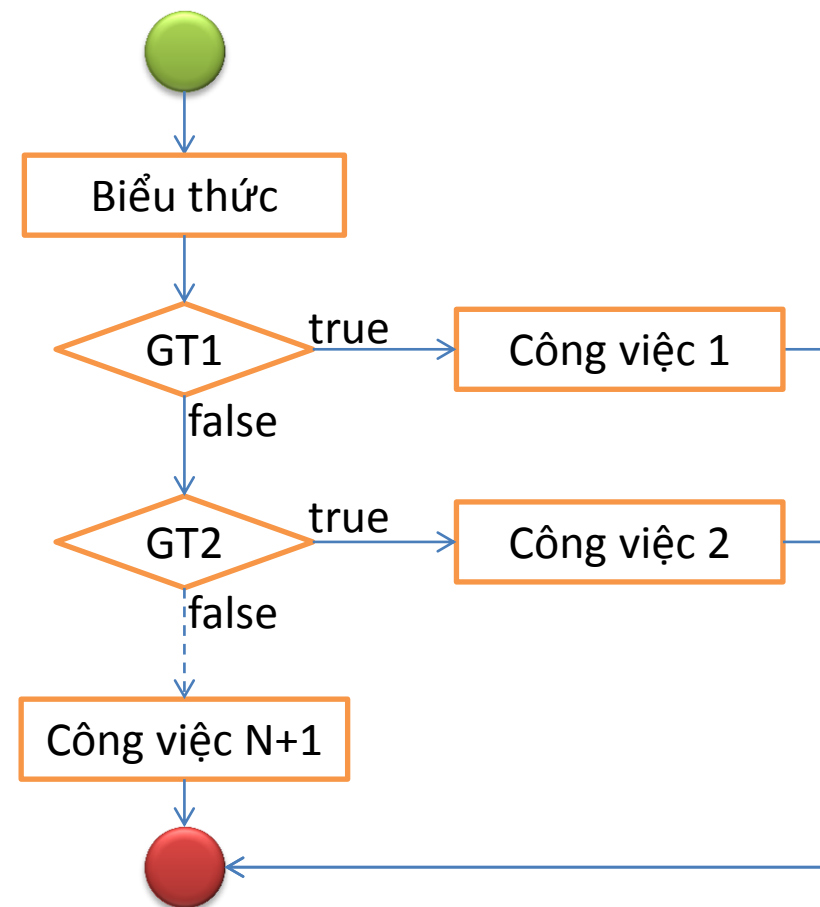 Biểu thức
GT1
true
Công việc 1
false
GT2
true
Công việc 2
false
Công việc N+1